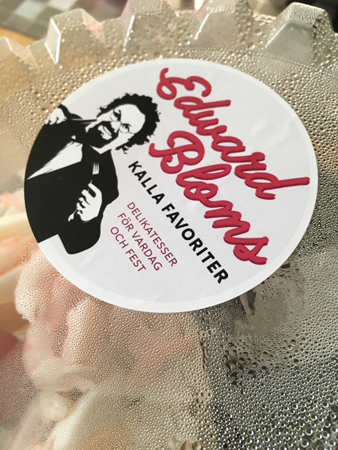 Edward
Bloms
KALLA FAVORITER
DELIKATESSER
FÖR VARDAG
OCH FEST